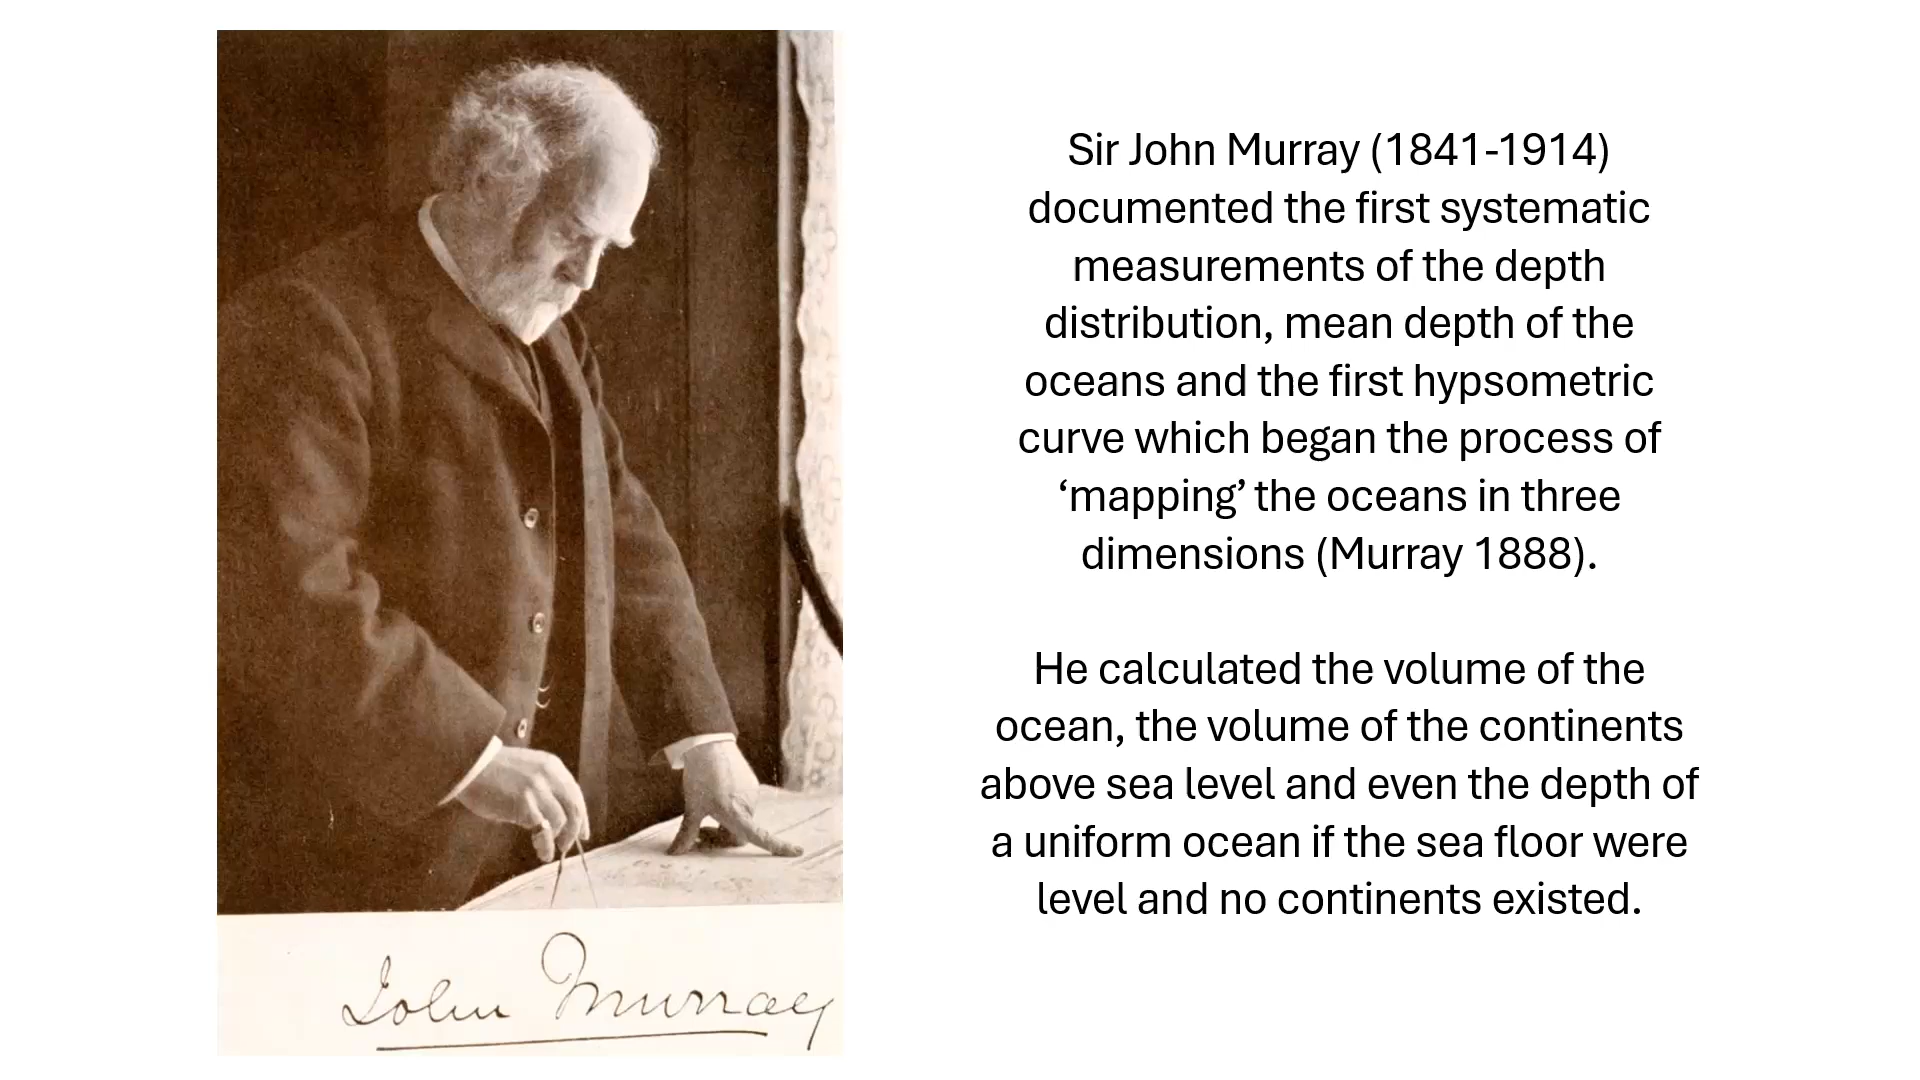 Sir John Murray (1841-1914)
documented the first systematic
measurements of the depth
distribution, mean depth of the
oceans and the first hypsometric
curve which began the process of
‘mapping’ the oceans in three
dimensions (Murray 1888).
He calculated the volume of the
ocean, the volume of the continents
above sea level and even the depth of
a uniform ocean if the sea floor were
level and no continents existed.
John Murray